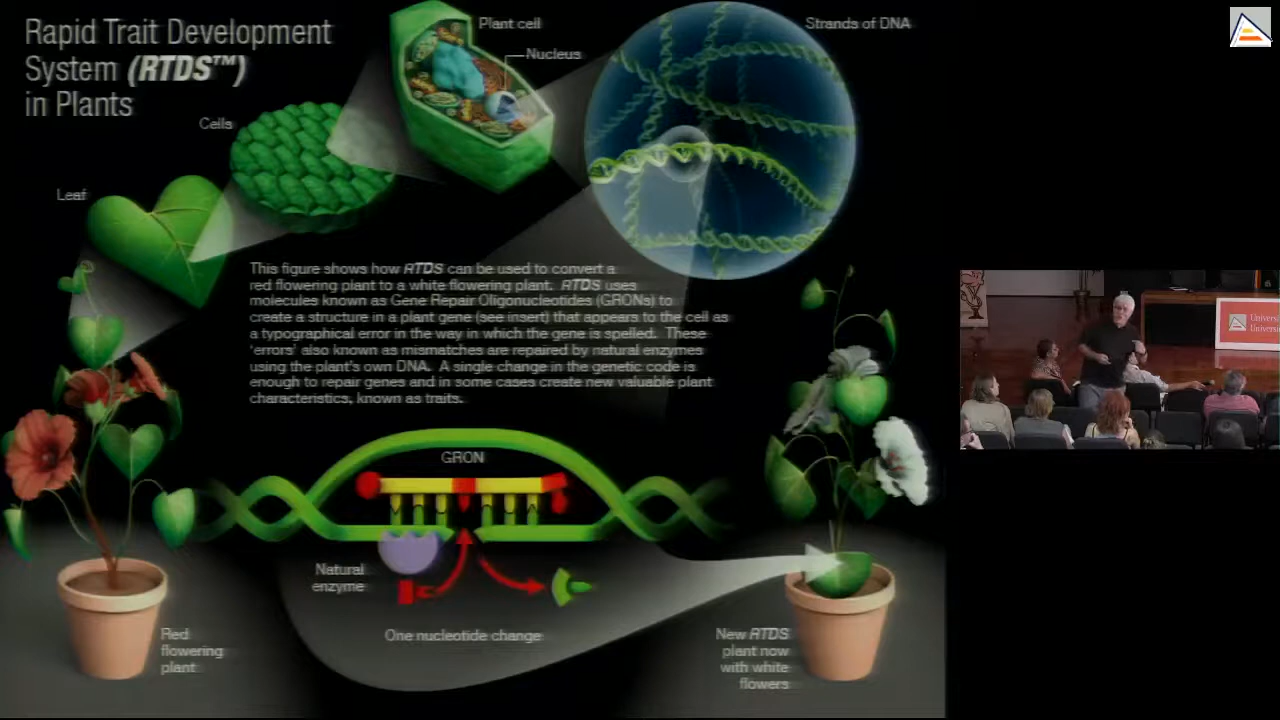 Rapid Trait Development
System (RTDS™)
in Plants
Plant cell
Nucleus
Strands of DNA
Cells
Leaf
This figure shows how RTDS can be used to convert a
red flowering plant to a white flowering plant. RTDS uses
molecules known as Gene Repair Oligonucleotides (GRONs) to
create a structure in a plant gene (see insert) that appears to the cell as
a typographical error in the way in which the gene is spelled. These
'errors' also known as mismatches are repaired by natural enzymes
using the plant's own DNA. A single change in the genetic code is
enough to repair genes and in some cases create new valuable plant
characteristics, known as traits.
GRON
Natural
enzyme
One nucleotide change
Red
flowering
plant
New RTDS
plant now
with white
flowers
Univers
Univers